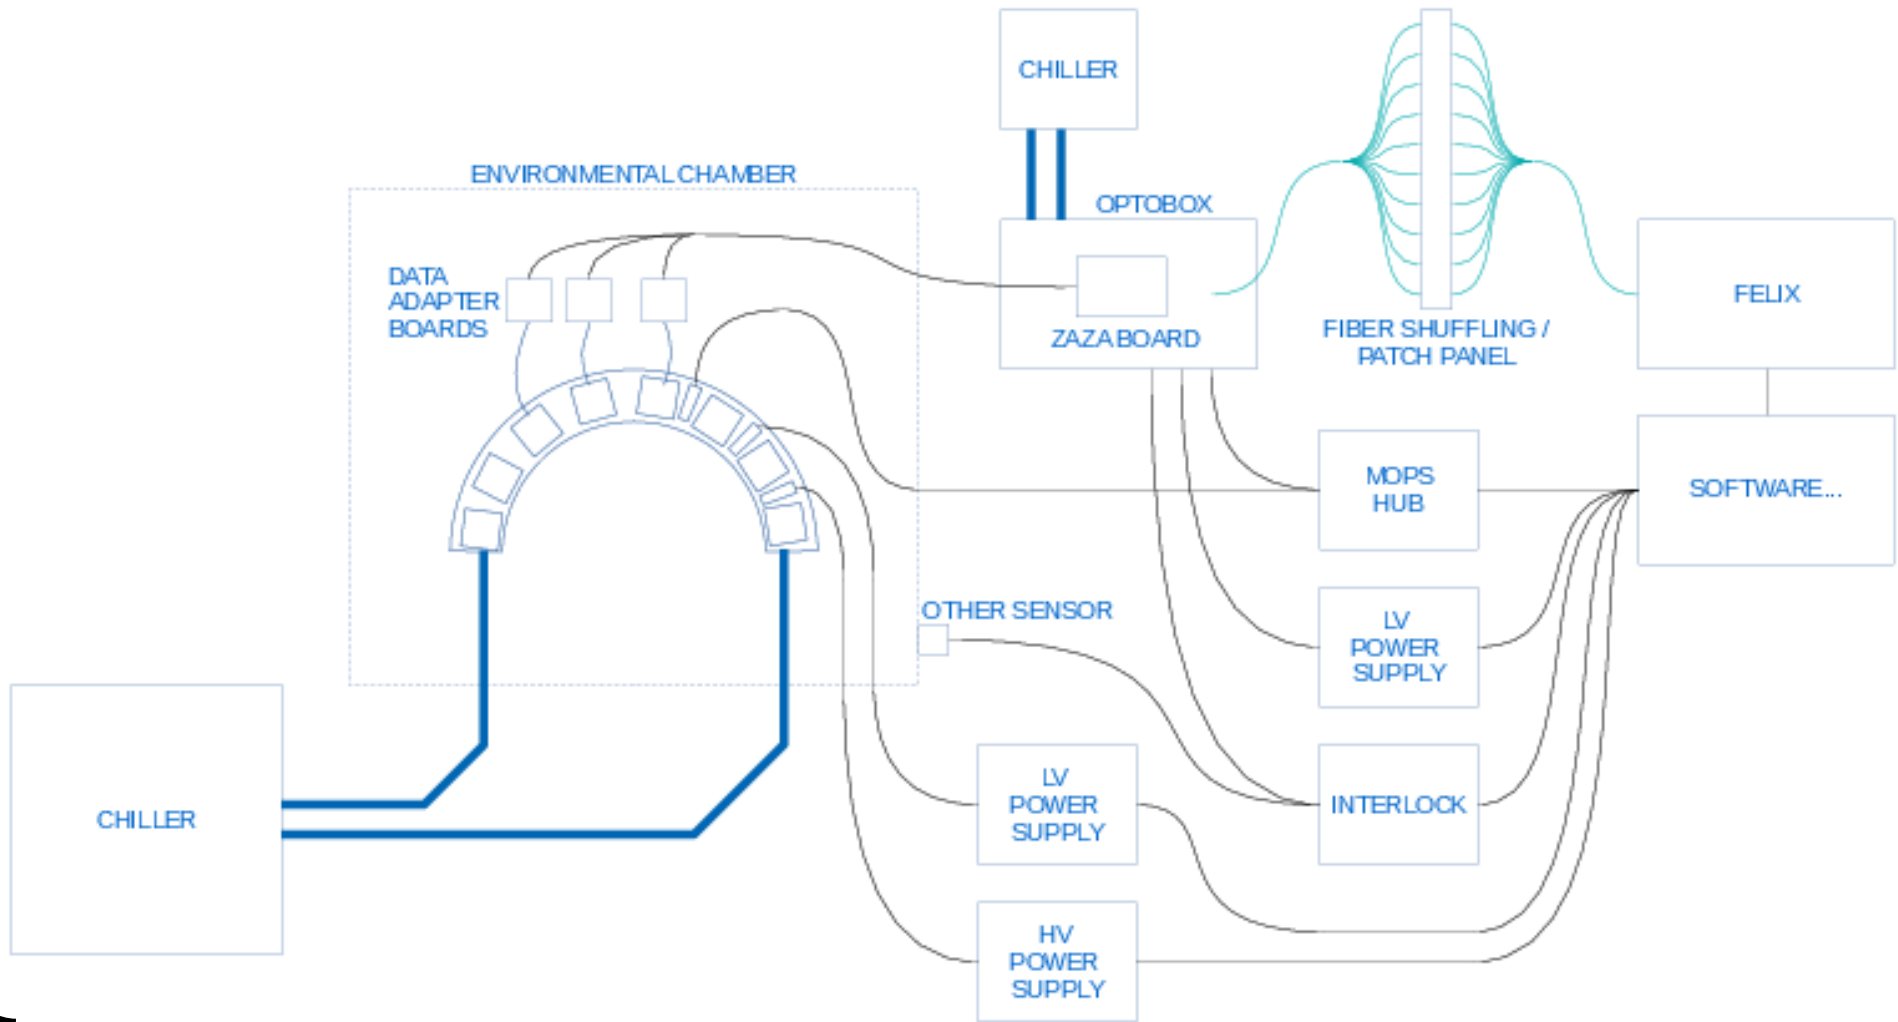 CHILLER
ENVIRONMENTAL CHAMBER
OPTOBOX
DATA
ADAPTER
BOARDS
ZAZA BOARD
FIBER SHUFFLING /
PATCH PANEL
FELIX
MOPS
HUB
SOFTWARE...
OTHER SENSOR
LV
POWER
SUPPLY
CHILLER
LV
POWER
SUPPLY
INTERLOCK
HV
POWER
SUPPLY